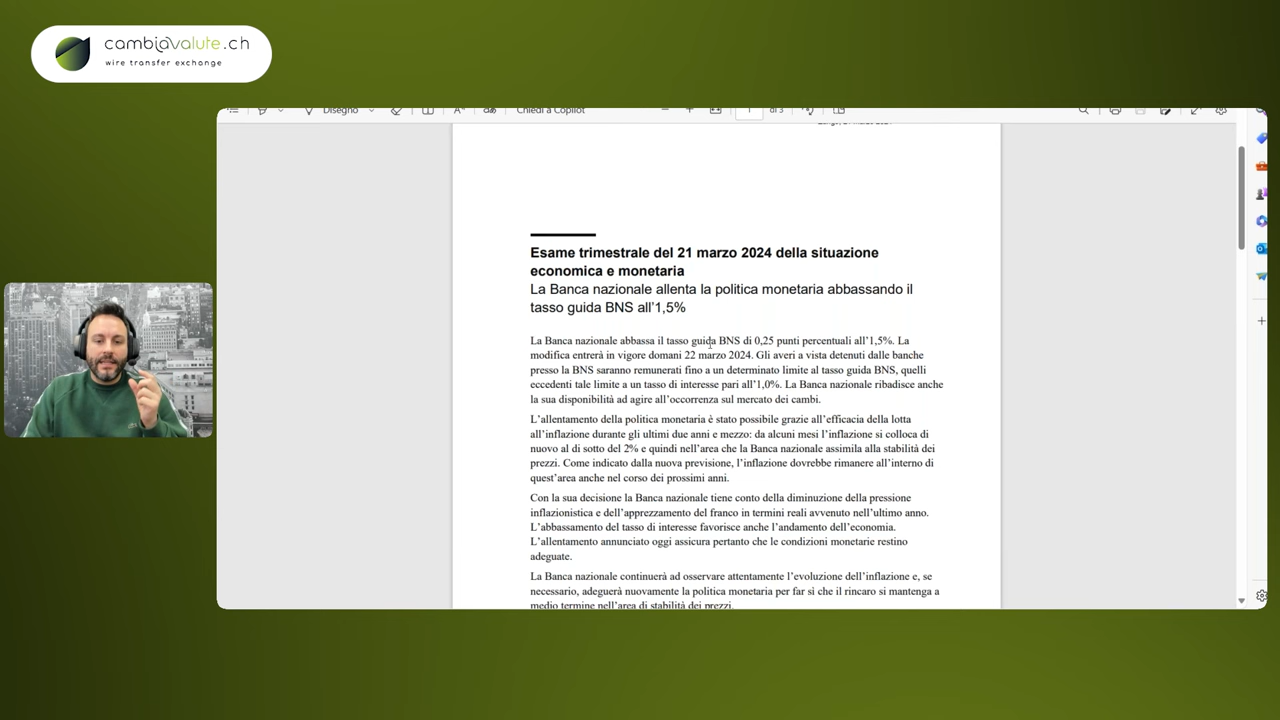 cambiavalute.ch
wire transfer exchange
Disegno
Chiedi a Copilot
1
di 3
Esame trimestrale del 21 marzo 2024 della situazione
economica e monetaria
La Banca nazionale allenta la politica monetaria abbassando il
tasso guida BNS all'1,5%
La Banca nazionale abbassa il tasso guida BNS di 0,25 punti percentuali all'1,5%. La
modifica entrerà in vigore domani 22 marzo 2024. Gli averi a vista detenuti dalle banche
presso la BNS saranno remunerati fino a un determinato limite al tasso guida BNS, quelli
eccedenti tale limite a un tasso di interesse pari all'1,0%. La Banca nazionale ribadisce anche
la sua disponibilità ad agire all'occorrenza sul mercato dei cambi.
L'allentamento della politica monetaria è stato possibile grazie all'efficacia della lotta
all'inflazione durante gli ultimi due anni e mezzo: da alcuni mesi l'inflazione si colloca di
nuovo al di sotto del 2% e quindi nell'area che la Banca nazionale assimila alla stabilità dei
prezzi. Come indicato dalla nuova previsione, l'inflazione dovrebbe rimanere all'interno di
quest'area anche nel corso dei prossimi anni.
Con la sua decisione la Banca nazionale tiene conto della diminuzione della pressione
inflazionistica e dell'apprezzamento del franco in termini reali avvenuto nell'ultimo anno.
L'abbassamento del tasso di interesse favorisce anche l'andamento dell'economia.
L'allentamento annunciato oggi assicura pertanto che le condizioni monetarie restino
adeguate.
La Banca nazionale continuerà ad osservare attentamente l'evoluzione dell'inflazione e, se
necessario, adeguerà nuovamente la politica monetaria per far sì che il rincaro si mantenga a
medio termine nell'area di stabilità dei prezzi.